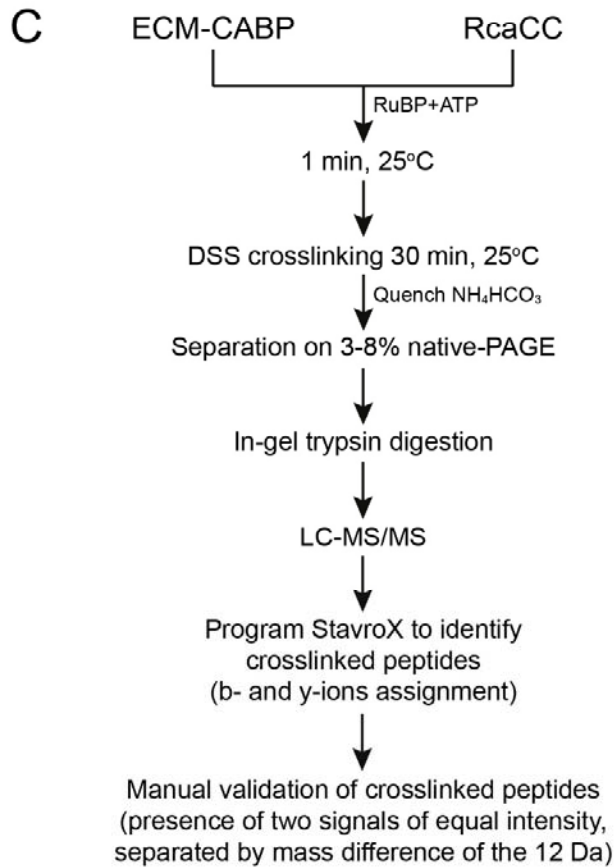 C
ECM-CABP RcaCC
RuBP+ATP
1 min, 25°C
DSS crosslinking 30 min, 25°C
Quench NH₄HCO₃
Separation on 3-8% native-PAGE
In-gel trypsin digestion
LC-MS/MS
Program StavroX to identify
crosslinked peptides
(b- and y-ions assignment)
Manual validation of crosslinked peptides
(presence of two signals of equal intensity,
separated by mass difference of the 12 Da)